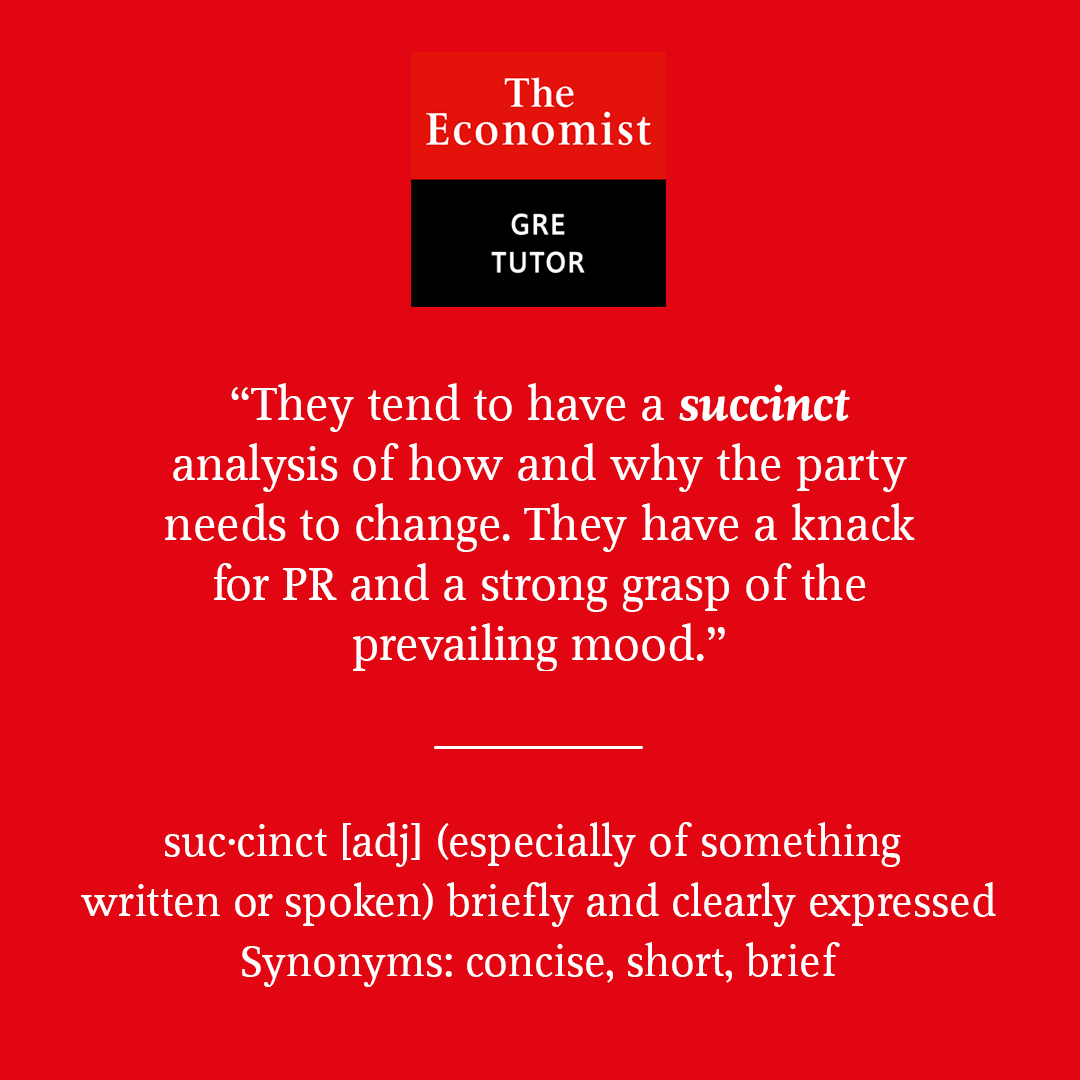 The
Economist
GRE
TUTOR
“They tend to have a succinct
analysis of how and why the party
needs to change. They have a knack
for PR and a strong grasp of the
prevailing mood.”
suc·cinct [adj] (especially of something
written or spoken) briefly and clearly expressed
Synonyms: concise, short, brief